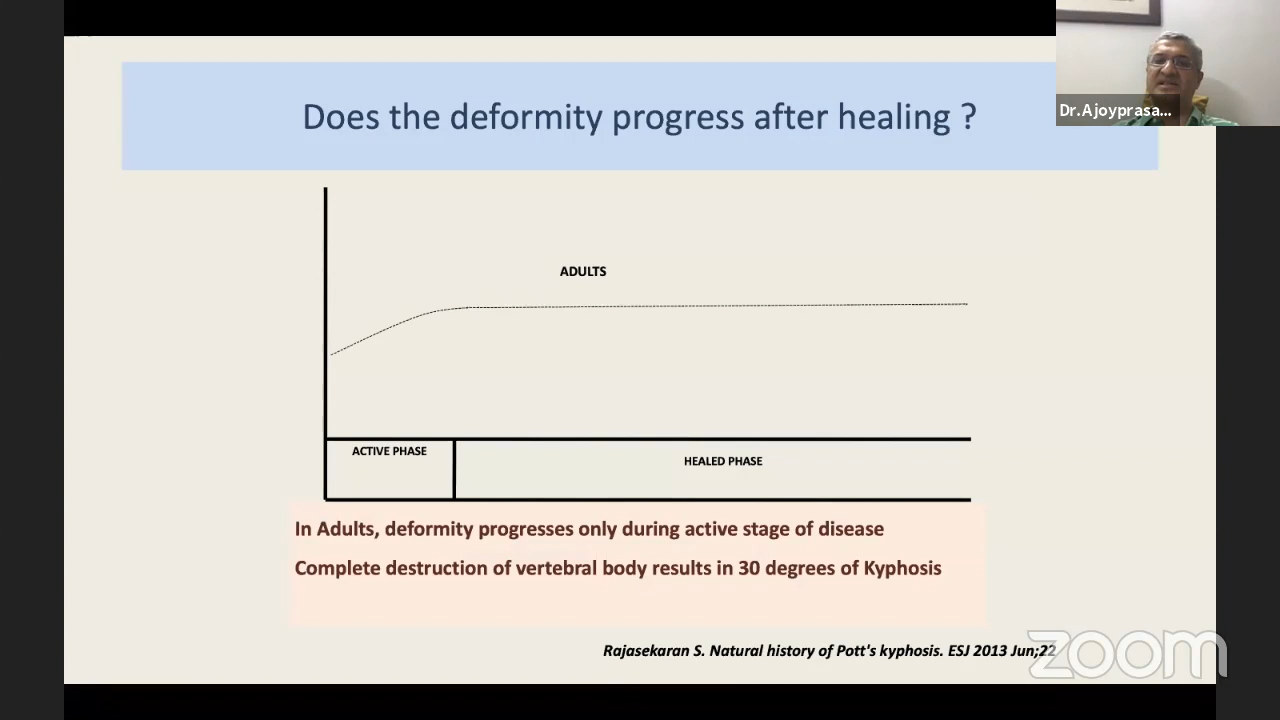 Does the deformity progress after healing ?
Dr.Ajoyprasa...
ADULTS
ACTIVE PHASE
HEALED PHASE
In Adults, deformity progresses only during active stage of disease
Complete destruction of vertebral body results in 30 degrees of Kyphosis
Rajasekaran S. Natural history of Pott's kyphosis. ESJ 2013 Jun;22
zoom